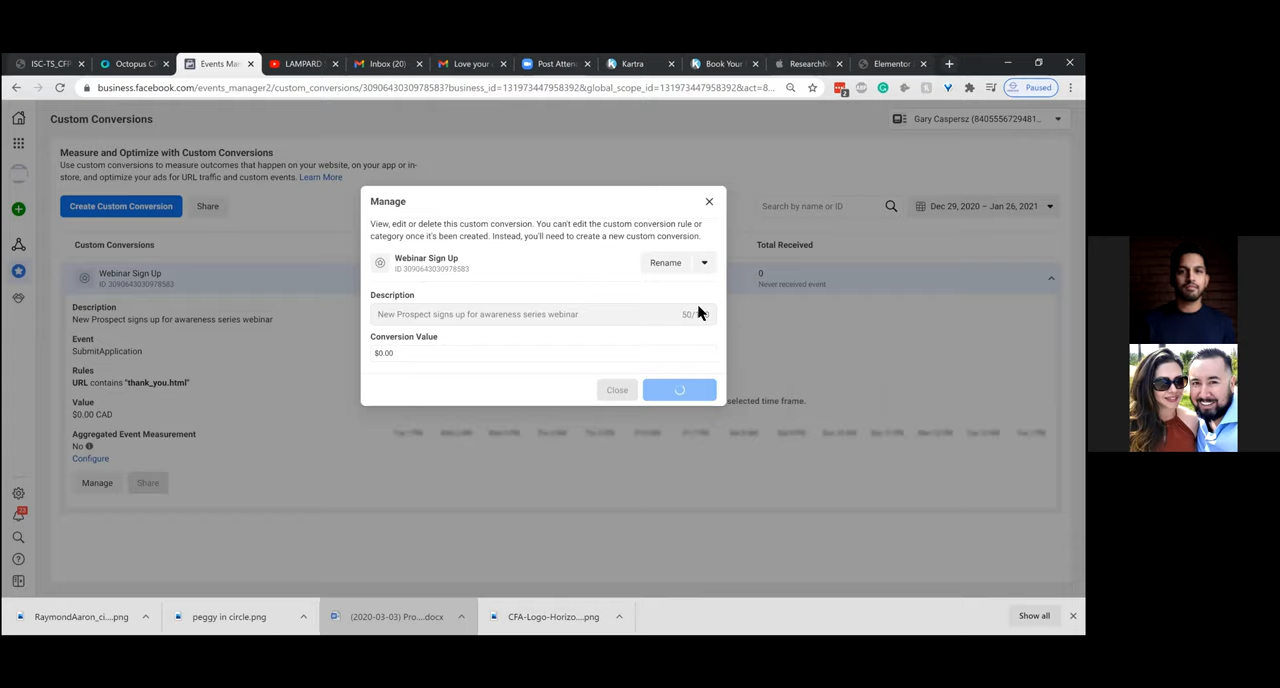 ISC-TS_CFP
Octopus C
Events Ma
LAMPARD
Inbox (20)
Love your
Post Atten
Kartra
Book Your
ResearchK
Elementor
business.facebook.com/events_manager2/custom_conversions/3090643030978583?business_id=131973447958392&global_scope_id=131973447958392&act=8...
2
Paused
Custom Conversions
Gary Caspersz (8405556729481...
Measure and Optimize with Custom Conversions
Use custom conversions to measure outcomes that happen on your website, on your app or in-
store, and optimize your ads for URL traffic and custom events. Learn More
Create Custom Conversion
Share
Search by name or ID
Dec 29, 2020 – Jan 26, 2021
Custom Conversions
Total Received
Webinar Sign Up
ID 3090643030978583
0
Never received event
Description
New Prospect signs up for awareness series webinar
Event
SubmitApplication
Rules
URL contains "thank_you.html"
Value
$0.00 CAD
Aggregated Event Measurement
No
Configure
Manage
Share
selected time frame.
Manage
View, edit or delete this custom conversion. You can't edit the custom conversion rule or
category once it's been created. Instead, you'll need to create a new custom conversion.
Webinar Sign Up
ID 3090643030978583
Rename
Description
New Prospect signs up for awareness series webinar
Conversion Value
$0.00
Close
23
RaymondAaron_ci....png
peggy in circle.png
(2020-03-03) Pro....docx
CFA-Logo-Horizo....png
Show all